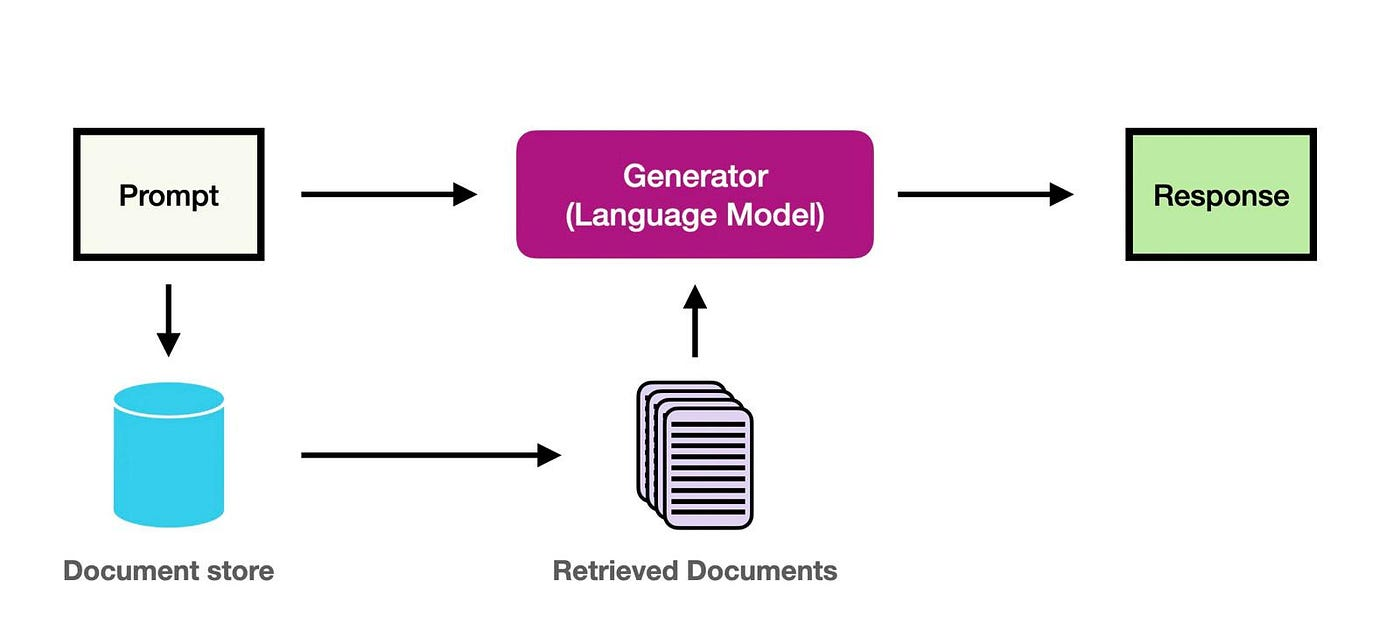 Prompt
Generator
(Language Model)
Response
Document store
Retrieved Documents